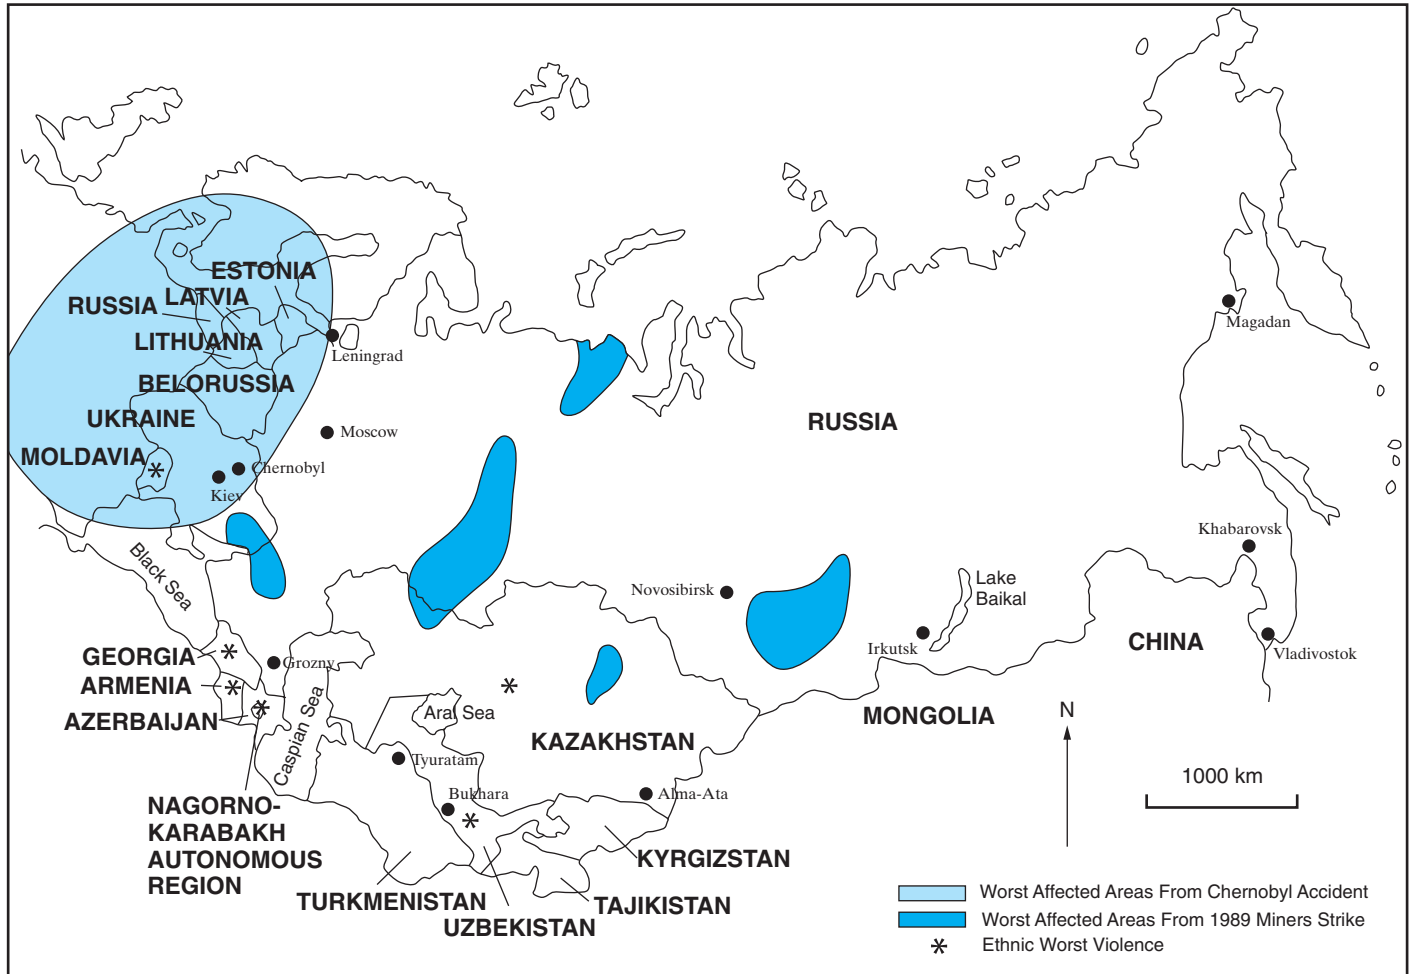 ESTONIA
RUSSIA
LATVIA
LITHUANIA
Leningrad
BELORUSSIA
UKRAINE
Moscow
MOLDAVIA
Chernobyl
Kiev
RUSSIA
Magadan
Black Sea
Khabarovsk
Novosibirsk
Lake
Baikal
Irkutsk
CHINA
Vladivostok
GEORGIA
Grozny
ARMENIA
AZERBAIJAN
Caspian Sea
Aral Sea
MONGOLIA
N
KAZAKHSTAN
Tyuratam
1000 km
Bukhara
Alma-Ata
NAGORNO-
KARABAKH
AUTONOMOUS
REGION
KYRGIZSTAN
TURKMENISTAN
TAJIKISTAN
UZBEKISTAN
Worst Affected Areas From Chernobyl Accident
Worst Affected Areas From 1989 Miners Strike
Ethnic Worst Violence